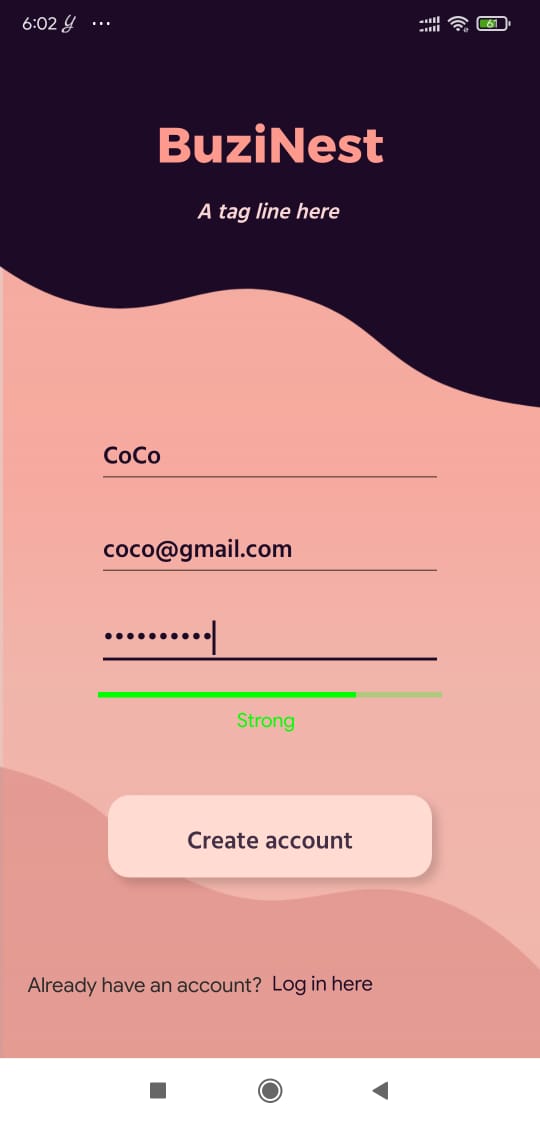 6:02 y ...
61
BuziNest
A tag line here
CoCo
coco@gmail.com
••••••••••
Strong
Create account
Already have an account? Log in here